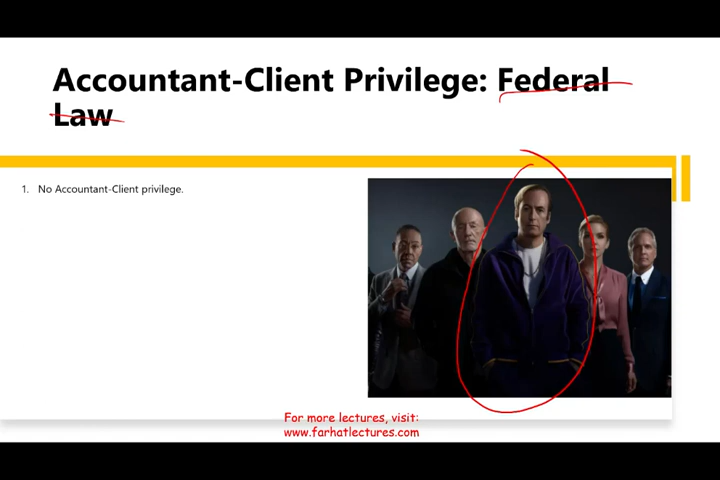 Accountant-Client Privilege: Federal
Law
1. No Accountant-Client privilege.
For more lectures, visit:
www.farhatlectures.com